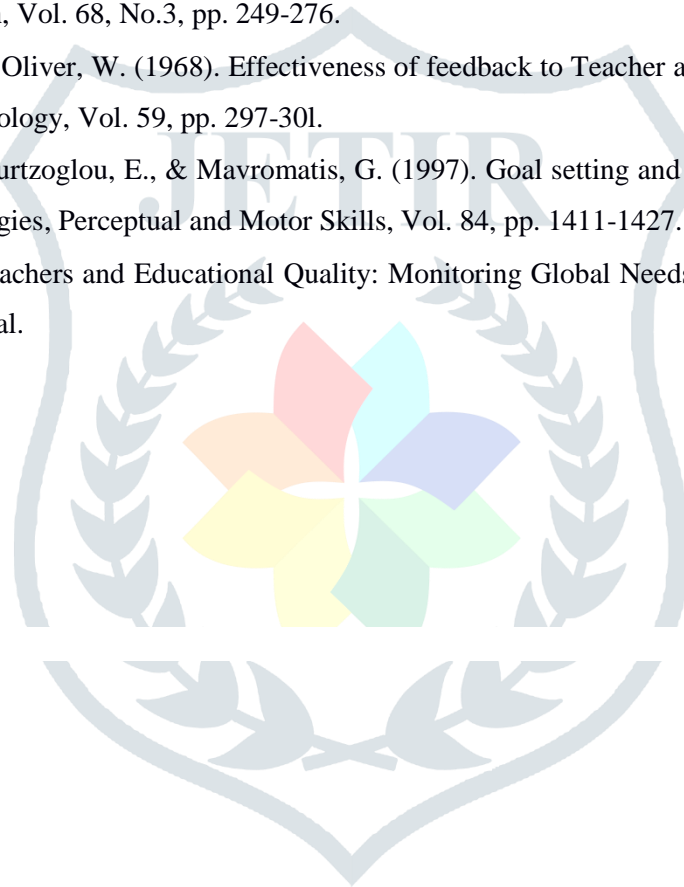 , Vol. 68, No.3, pp. 249-276.
Oliver, W. (1968). Effectiveness of feedback to Teacher a
ology, Vol. 59, pp. 297-30l.
urtzoglou, E., & Mavromatis, G. (1997). Goal setting and
gies, Perceptual and Motor Skills, Vol. 84, pp. 1411-1427.
achers and Educational Quality: Monitoring Global Needs
al.
JETIR